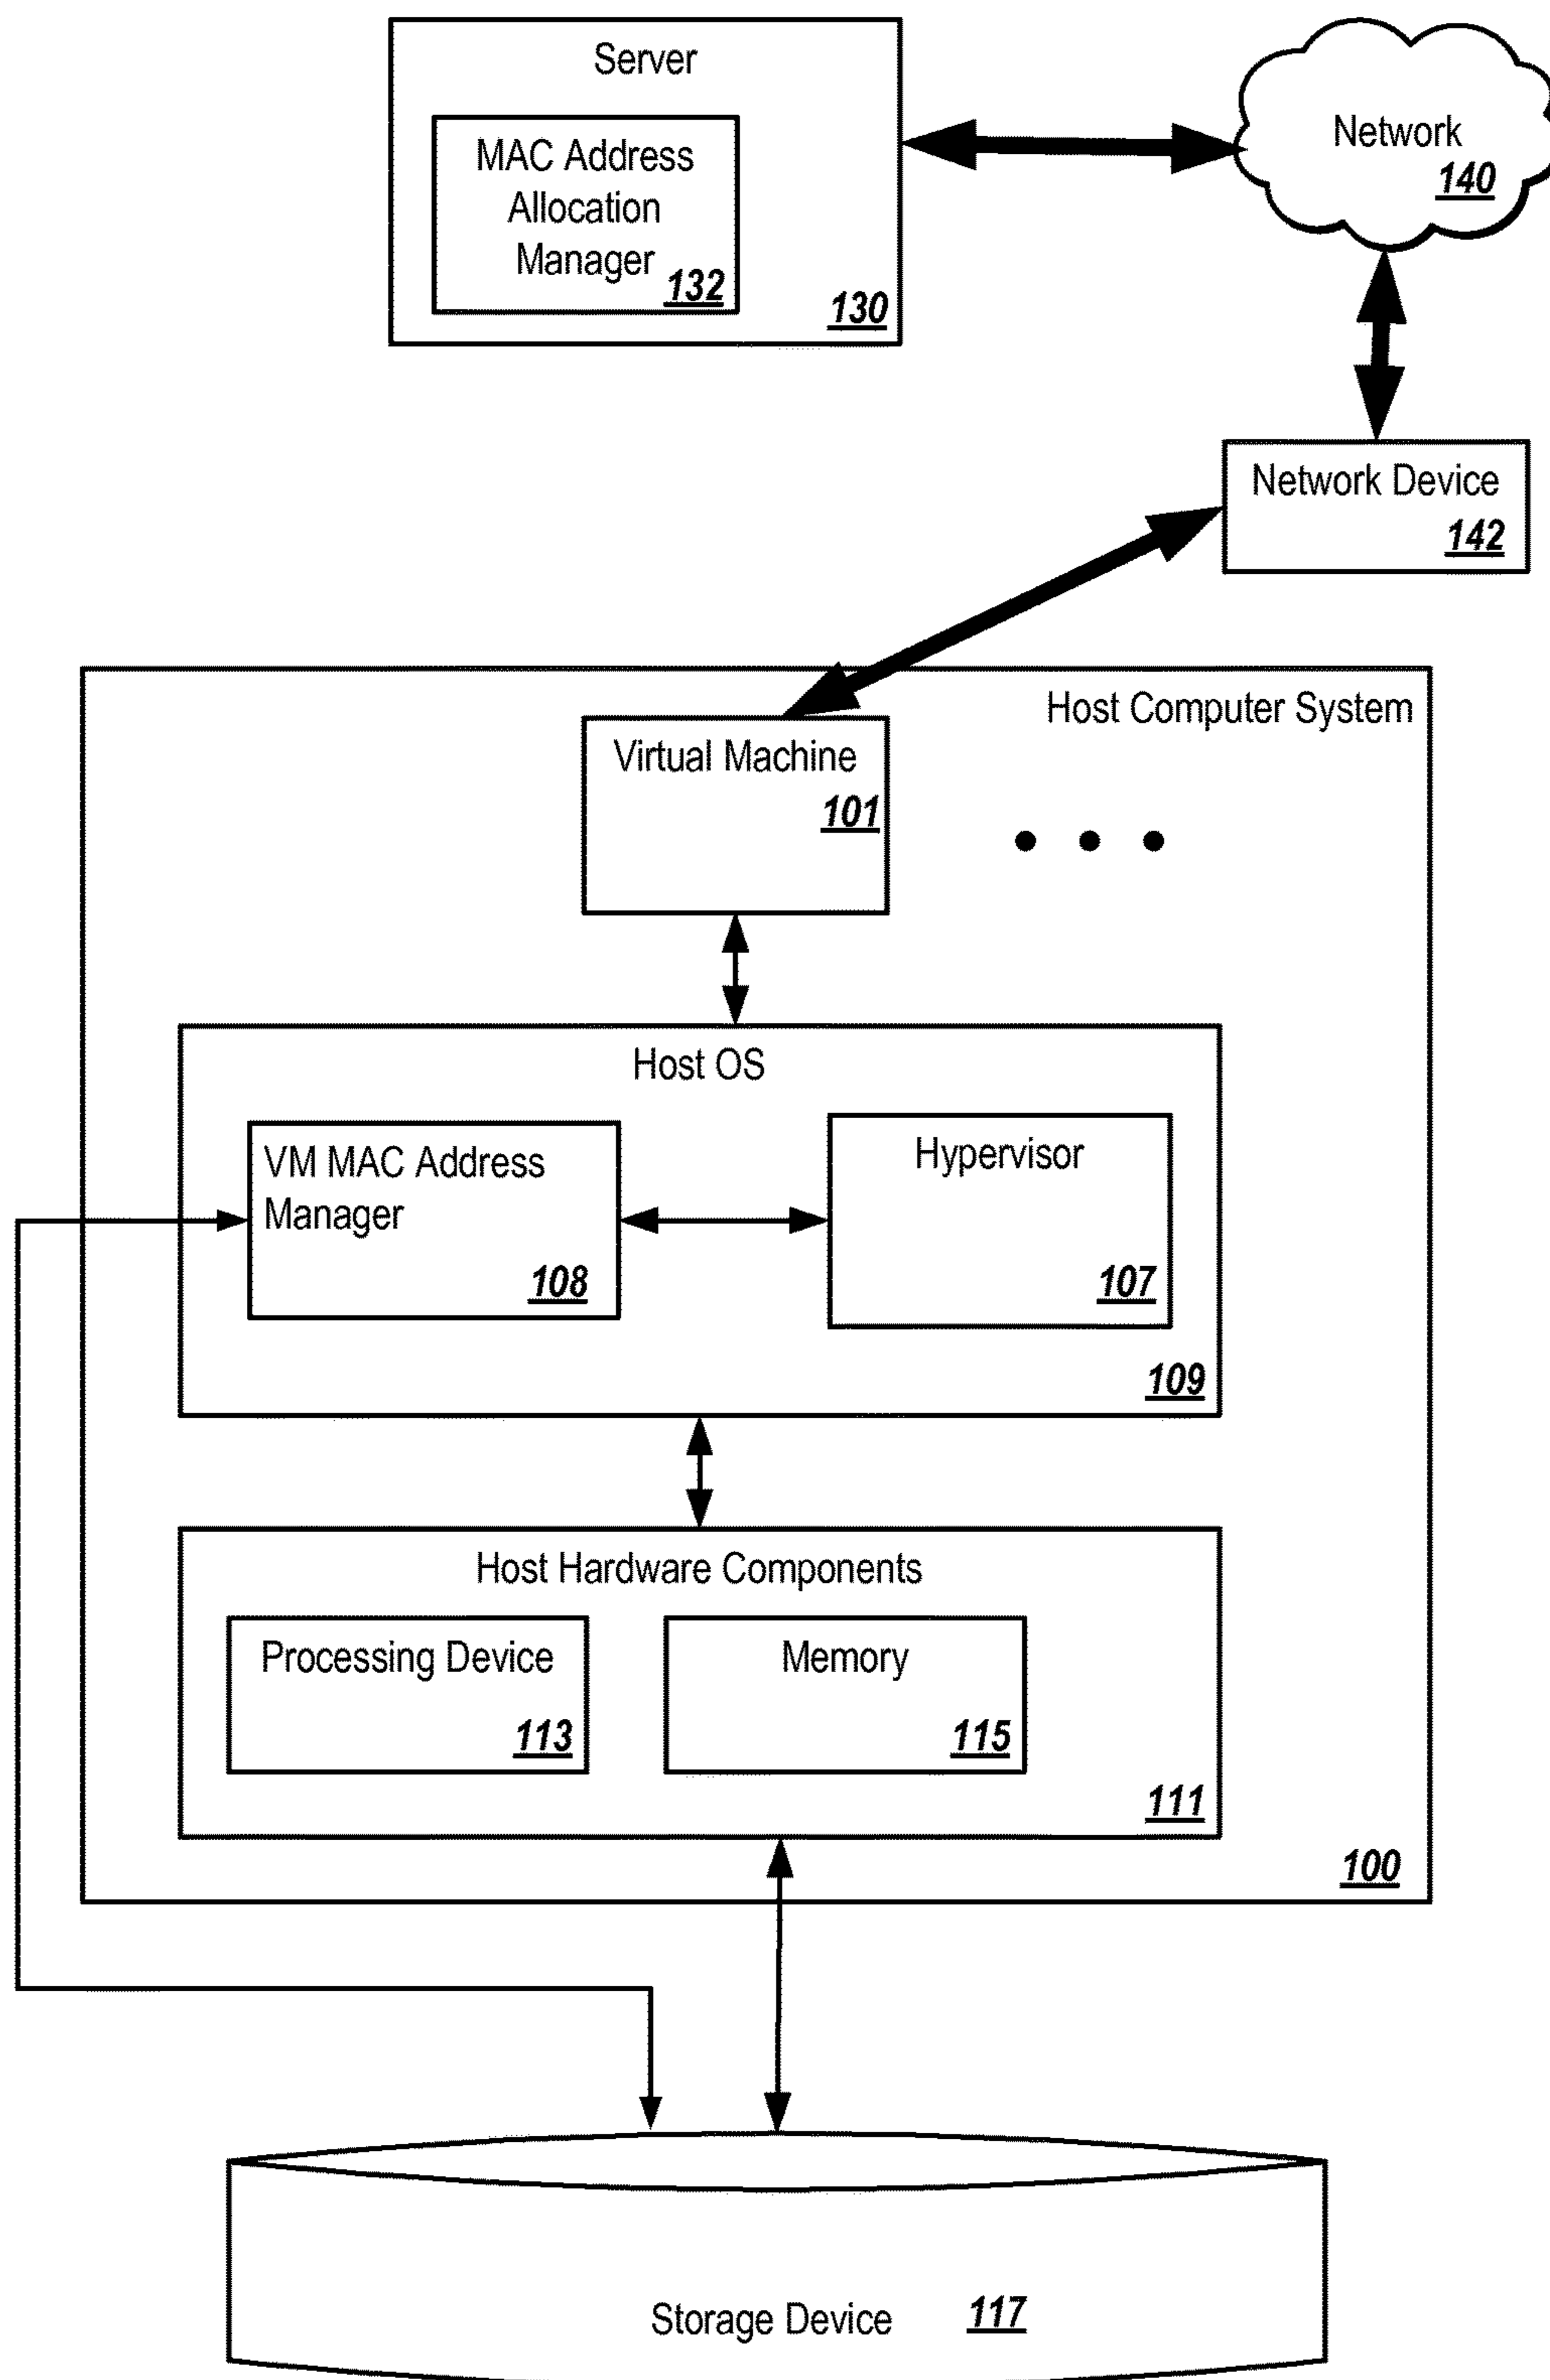 Server
MAC Address
Allocation
Manager
132
130
Network
140
Network Device
142
Host Computer System
Virtual Machine
101
Host OS
VM MAC Address
Manager
108
Hypervisor
107
109
Host Hardware Components
Processing Device
113
Memory
115
111
100
Storage Device 117